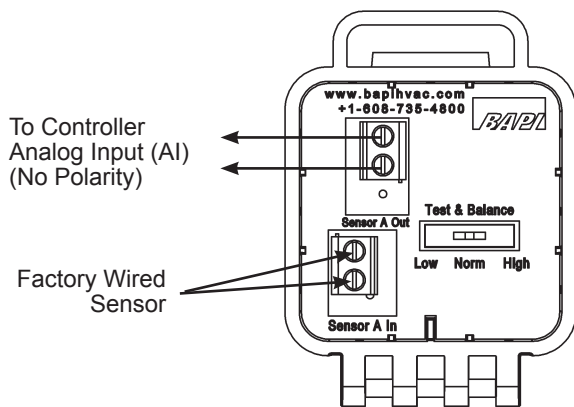 www.bapihvac.com
+1-608-735-4800
BAPI
To Controller
Analog Input (AI)
(No Polarity)
Sensor A Out
Test & Balance
Low Norm High
Factory Wired
Sensor
Sensor A In